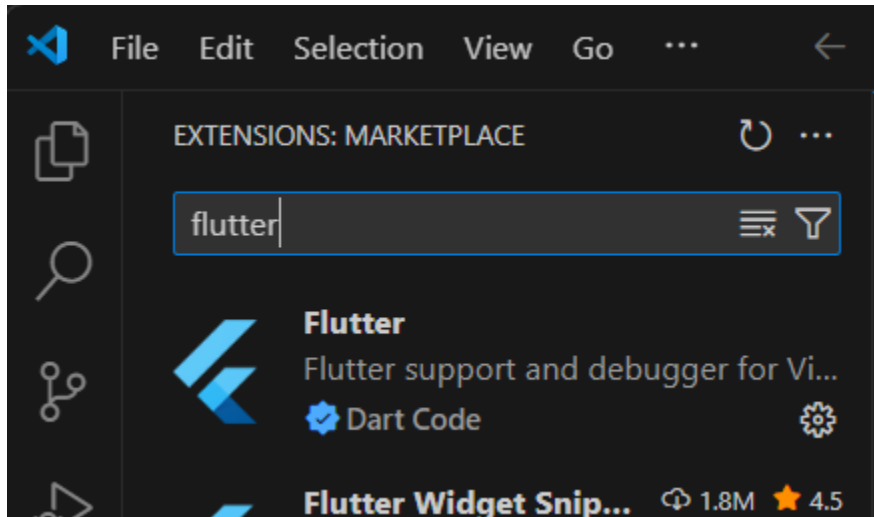 File Edit Selection View Go ...
EXTENSIONS: MARKETPLACE ...
flutter
Flutter
Flutter support and debugger for Vi...
Dart Code
Flutter Widget Snip... 1.8M 4.5